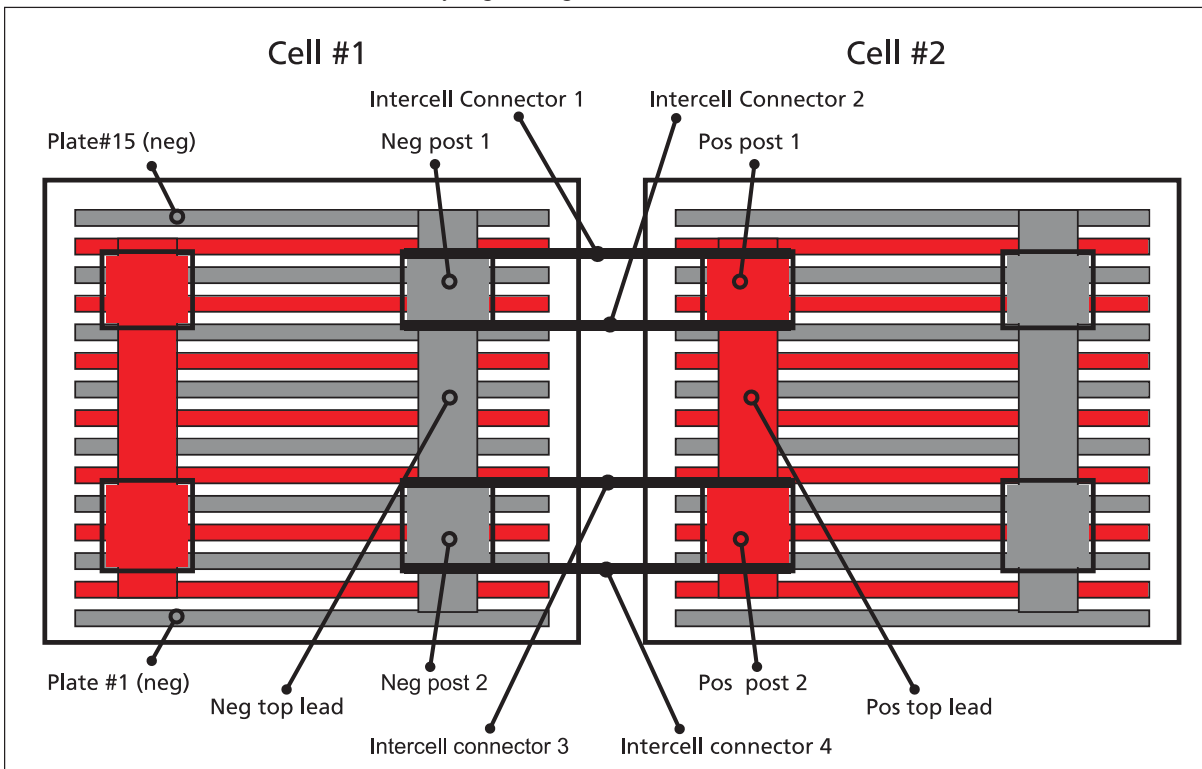 Cell #1
Cell #2
Intercell Connector 1
Intercell Connector 2
Plate#15 (neg)
Neg post 1
Pos post 1
Plate #1 (neg)
Neg post 2
Pos post 2
Neg top lead
Pos top lead
Intercell connector 3
Intercell connector 4